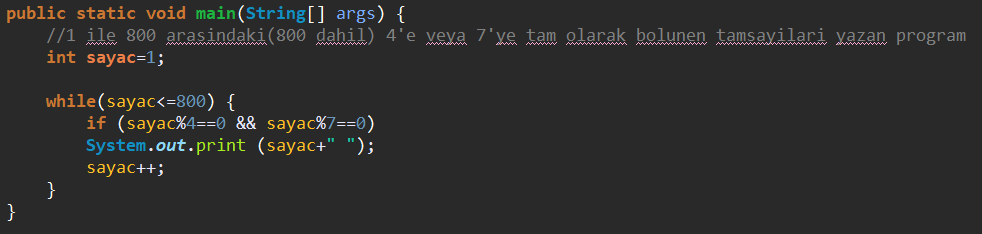 public static void main(String[] args) {
//1 ile 800 arasindaki(800 dahil) 4'e veya 7'ye tam olarak bolunen tamsayilari yazan program
int sayac=1;
while(sayac<=800) {
if (sayac%4==0 && sayac%7==0)
System.out.print (sayac+" ");
sayac++;
}
}